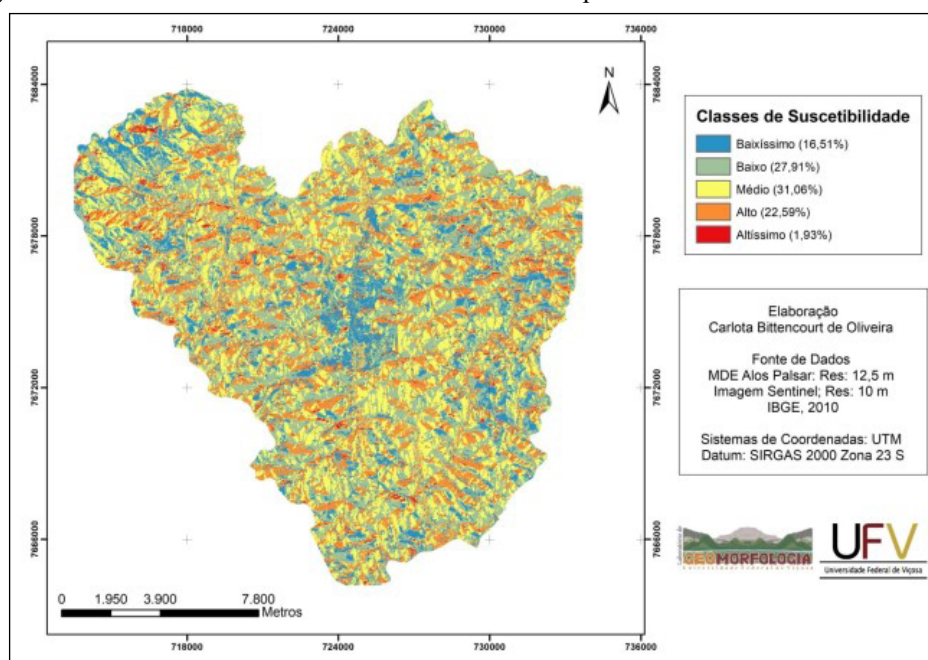 718000 724000 730000 736000
N
7684000 7684000
7678000 7678000
7672000 7672000
7666000 7666000
0 1.950 3.900 7.800
Metros
718000 724000 730000 736000
Classes de Suscetibilidade
Baixíssimo (16,51%)
Baixo (27,91%)
Médio (31,06%)
Alto (22,59%)
Altíssimo (1,93%)
Elaboração
Carlota Bittencourt de Oliveira
Fonte de Dados
MDE Alos Palsar: Res: 12,5 m
Imagem Sentinel; Res: 10 m
IBGE, 2010
Sistemas de Coordenadas: UTM
Datum: SIRGAS 2000 Zona 23 S
Laboratório de
GEOMORFOLOGIA
UFV
Universidade Federal de Viçosa